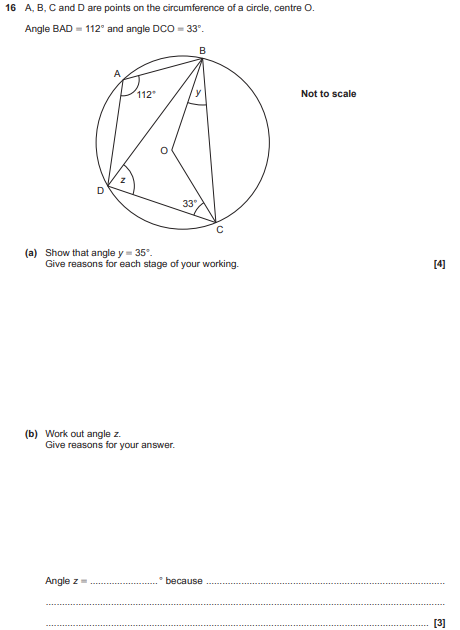 16 A, B, C and D are points on the circumference of a circle, centre O.
Angle BAD = 112° and angle DCO = 33°.
B
A
112°
y
Not to scale
O
z
D
33°
C
(a) Show that angle y = 35°.
Give reasons for each stage of your working. [4]
(b) Work out angle z.
Give reasons for your answer.
Angle z = .......................... ° because ................................................................................
................................................................................................................................
................................................................................................................................ [3]